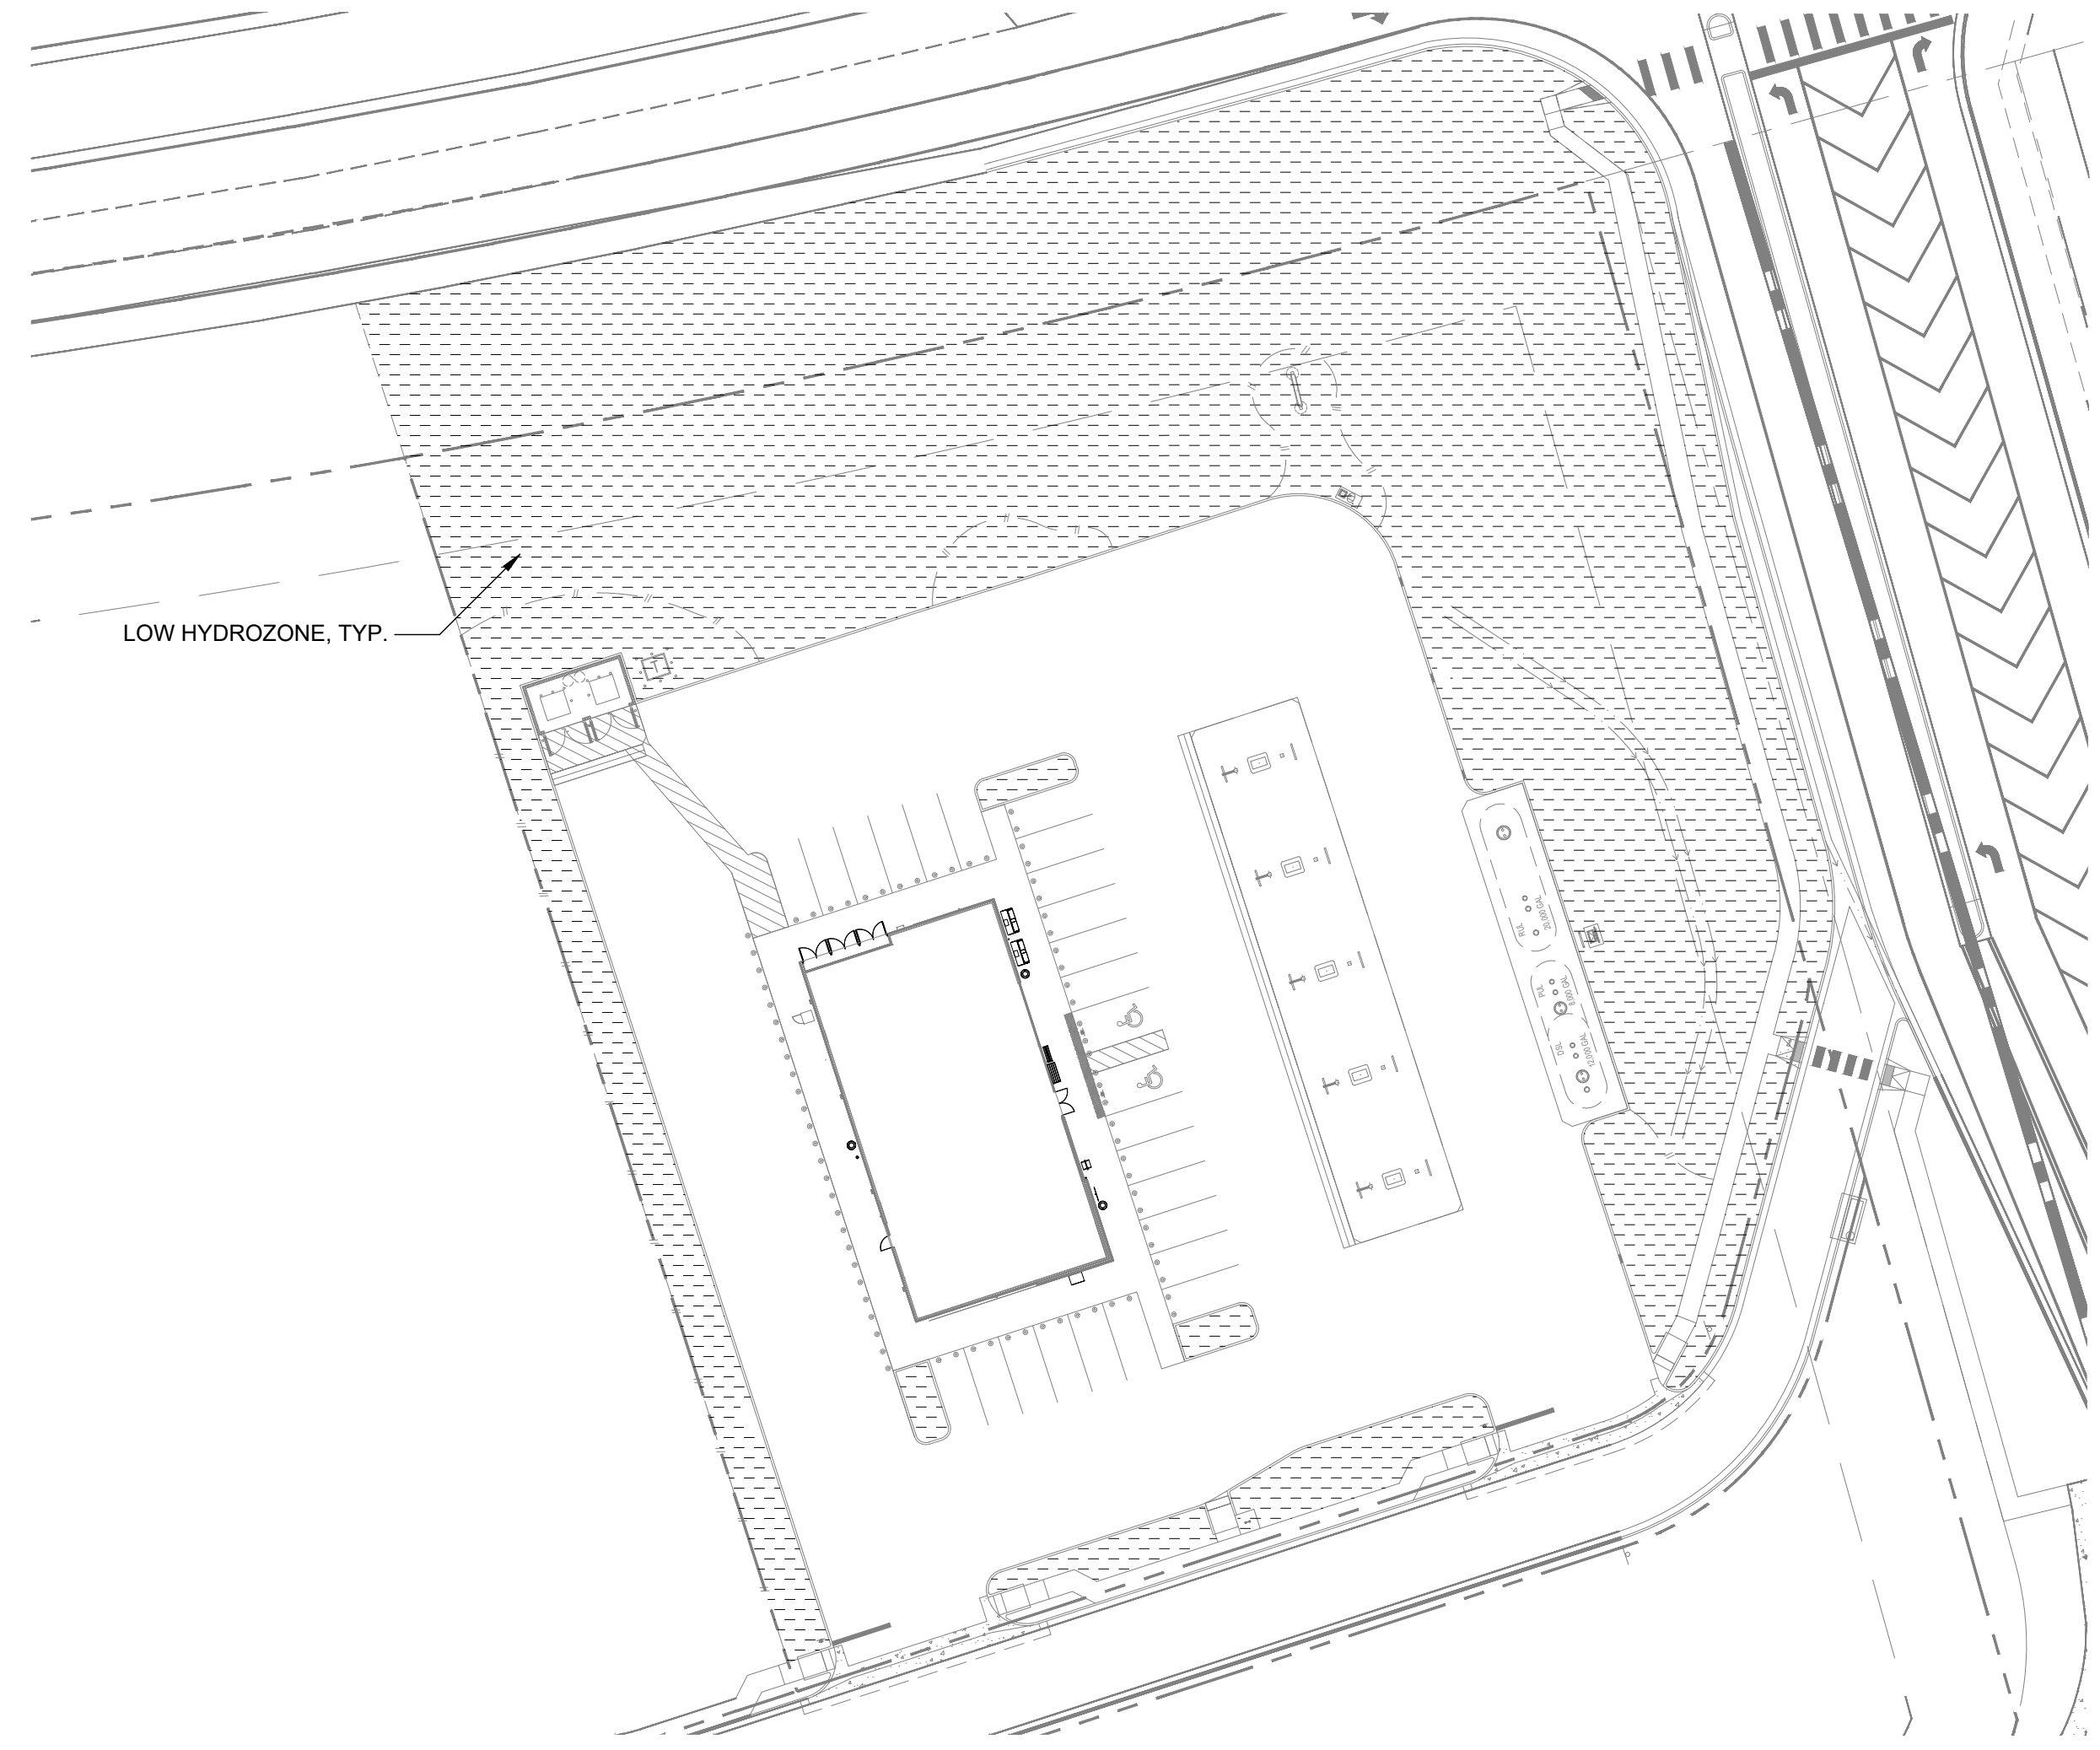 LOW HYDROZONE, TYP.
T
RUL
20,000 GAL
PUL
8,000 GAL
DSL
12,000 GAL